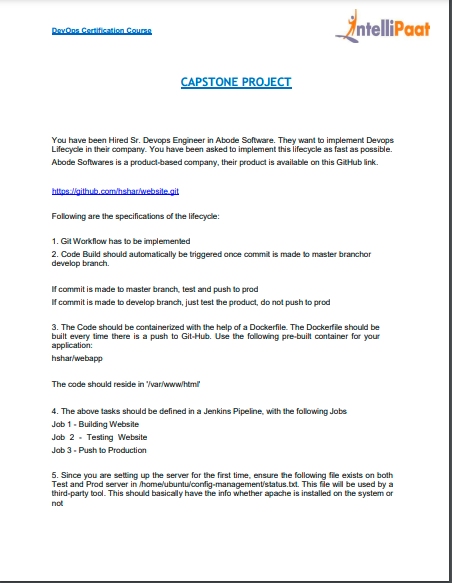 DevOps Certification Course
IntelliPaat
CAPSTONE PROJECT
You have been Hired Sr. Devops Engineer in Abode Software. They want to implement Devops
Lifecycle in their company. You have been asked to implement this lifecycle as fast as possible.
Abode Softwares is a product-based company, their product is available on this GitHub link.
https://github.com/hshar/website.git
Following are the specifications of the lifecycle:
1. Git Workflow has to be implemented
2. Code Build should automatically be triggered once commit is made to master branchor
develop branch.
If commit is made to master branch, test and push to prod
If commit is made to develop branch, just test the product, do not push to prod
3. The Code should be containerized with the help of a Dockerfile. The Dockerfile should be
built every time there is a push to Git-Hub. Use the following pre-built container for your
application:
hshar/webapp
The code should reside in '/var/www/html'
4. The above tasks should be defined in a Jenkins Pipeline, with the following Jobs
Job 1 - Building Website
Job 2 - Testing Website
Job 3 - Push to Production
5. Since you are setting up the server for the first time, ensure the following file exists on both
Test and Prod server in /home/ubuntu/config-management/status.txt. This file will be used by a
third-party tool. This should basically have the info whether apache is installed on the system or
not